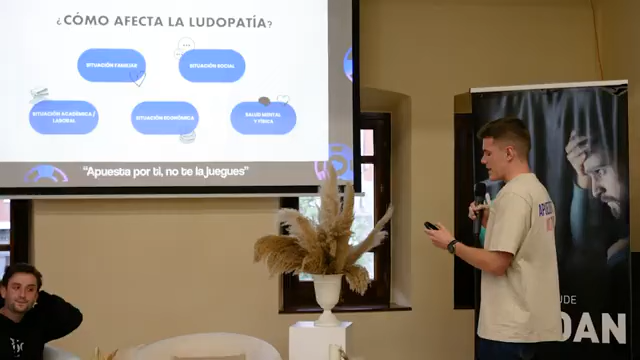 ¿CÓMO AFECTA LA LUDOPATÍA?
SITUACIÓN FAMILIAR
SITUACIÓN SOCIAL
SITUACIÓN ACADÉMICA /
LABORAL
SITUACIÓN ECONÓMICA
SALUD MENTAL
Y FÍSICA
"Apuesta por ti, no te la juegues"
UDE
DAN